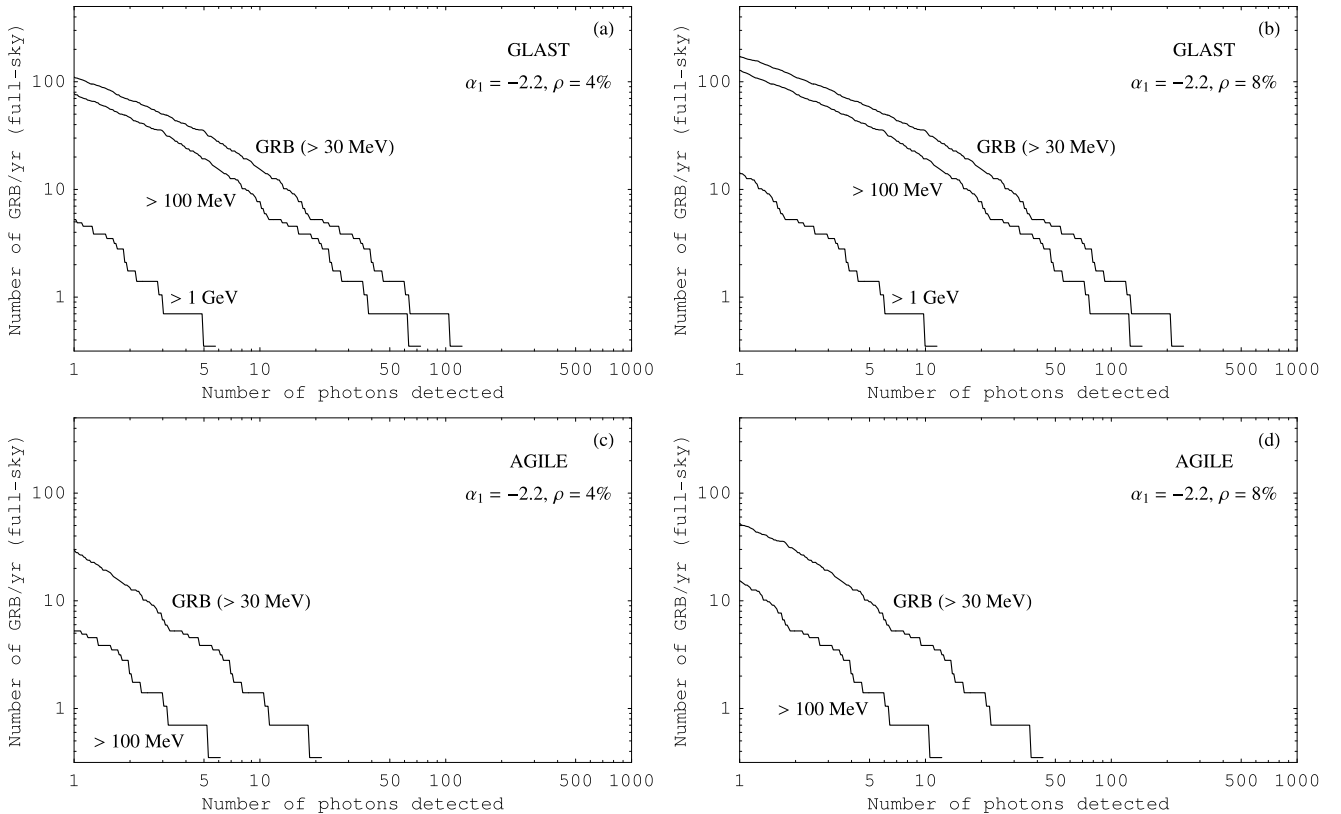 (a)
GLAST
α₁ = −2.2, ρ = 4%
GRB (> 30 MeV)
> 100 MeV
> 1 GeV
Number of GRB/yr (full-sky)
100
10
1
1 5 10 50 100 500 1000
Number of photons detected
(b)
GLAST
α₁ = −2.2, ρ = 8%
GRB (> 30 MeV)
> 100 MeV
> 1 GeV
Number of GRB/yr (full-sky)
100
10
1
1 5 10 50 100 500 1000
Number of photons detected
(c)
AGILE
α₁ = −2.2, ρ = 4%
GRB (> 30 MeV)
> 100 MeV
Number of GRB/yr (full-sky)
100
10
1
1 5 10 50 100 500 1000
Number of photons detected
(d)
AGILE
α₁ = −2.2, ρ = 8%
GRB (> 30 MeV)
> 100 MeV
Number of GRB/yr (full-sky)
100
10
1
1 5 10 50 100 500 1000
Number of photons detected